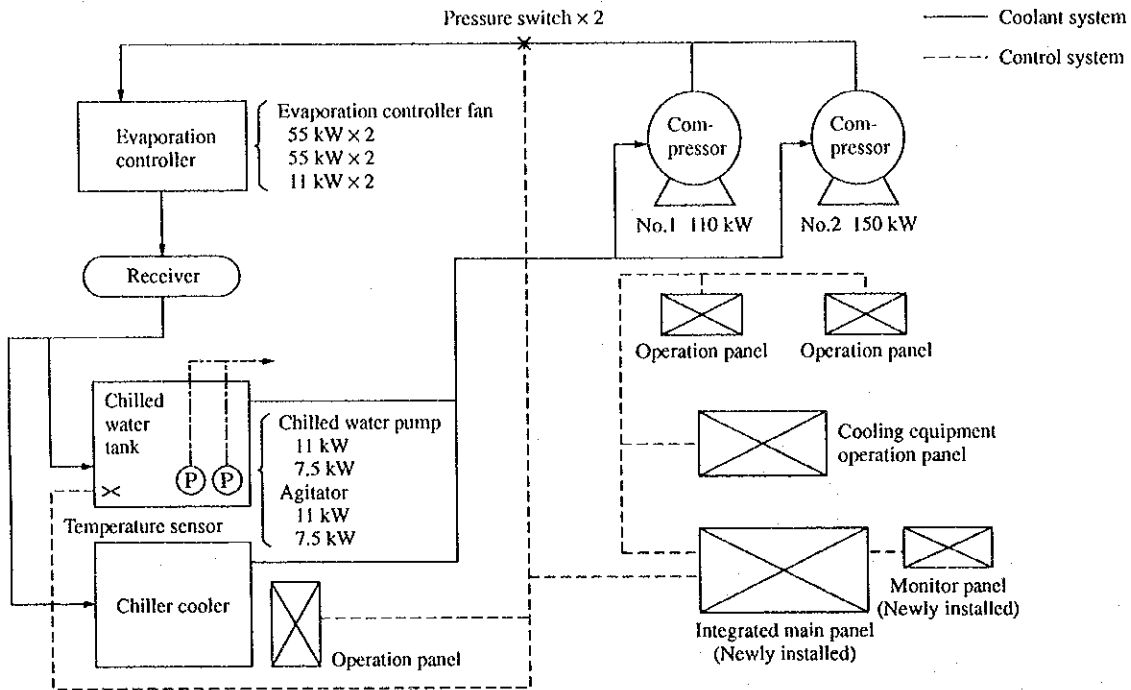 Pressure switch × 2
Coolant system
Control system
Evaporation
controller
Evaporation controller fan
55 kW × 2
55 kW × 2
11 kW × 2
Com-
pressor
Com-
pressor
No.1 110 kW
No.2 150 kW
Receiver
Operation panel
Operation panel
Chilled
water
tank
P
P
Chilled water pump
11 kW
7.5 kW
Agitator
11 kW
7.5 kW
Cooling equipment
operation panel
Temperature sensor
Chiller cooler
Operation panel
Integrated main panel
(Newly installed)
Monitor panel
(Newly installed)